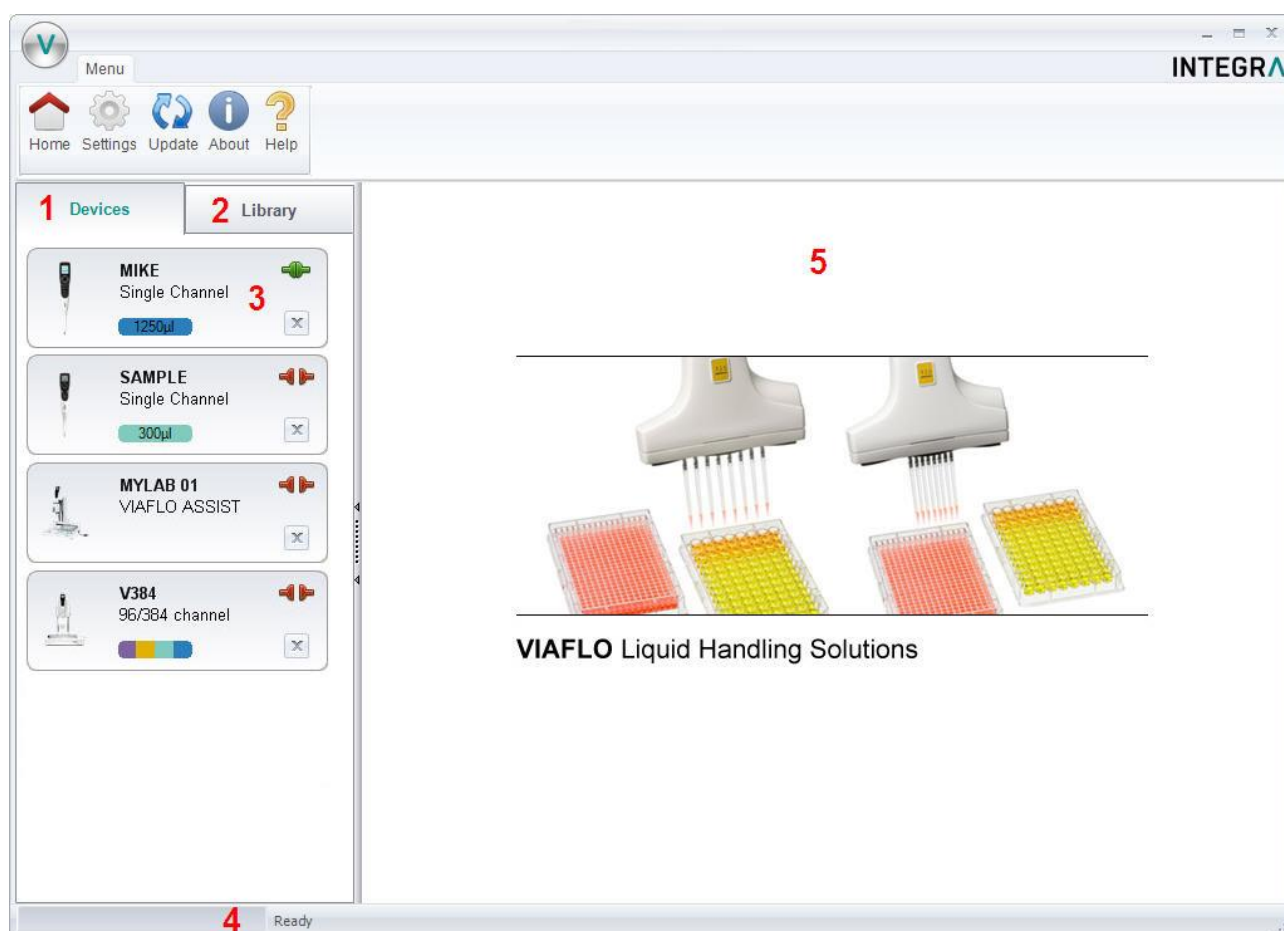 V
Menu
INTEGRA
Home Settings Update About Help
1 Devices
2 Library
5
MIKE
Single Channel
3
1250µl
x
SAMPLE
Single Channel
300µl
x
MYLAB 01
VIAFLO ASSIST
x
V384
96/384 channel
x
VIAFLO Liquid Handling Solutions
4 Ready